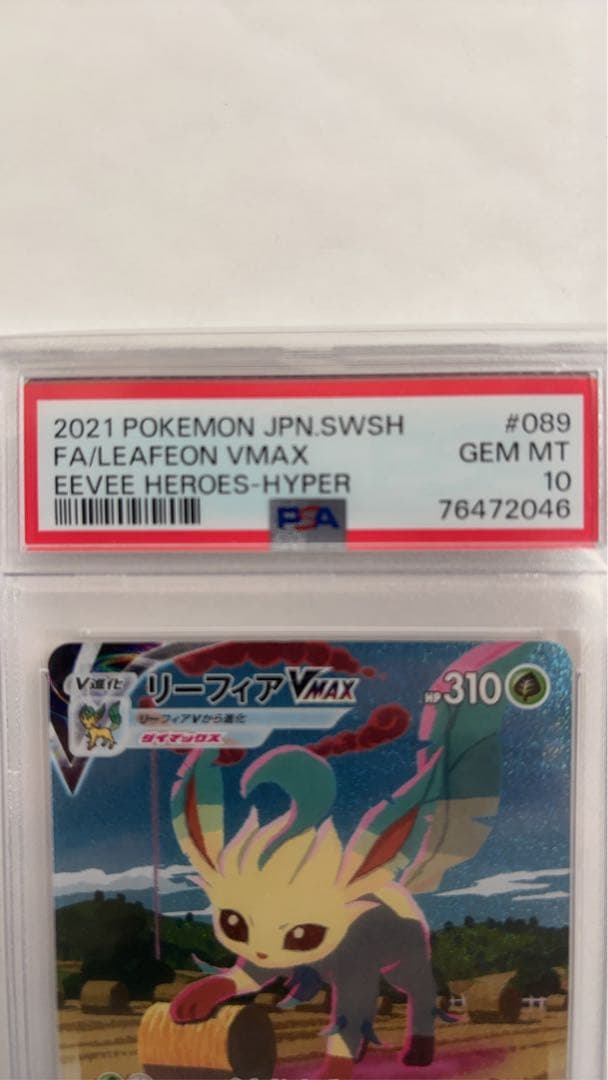 2021 POKEMON JPN.SWSH #089
FA/LEAFEON VMAX GEM MT
EEVEE HEROES-HYPER 10
PSA 76472046
V進化 リーフィアVMAX HP310
リーフィアVから進化
ダイマックス